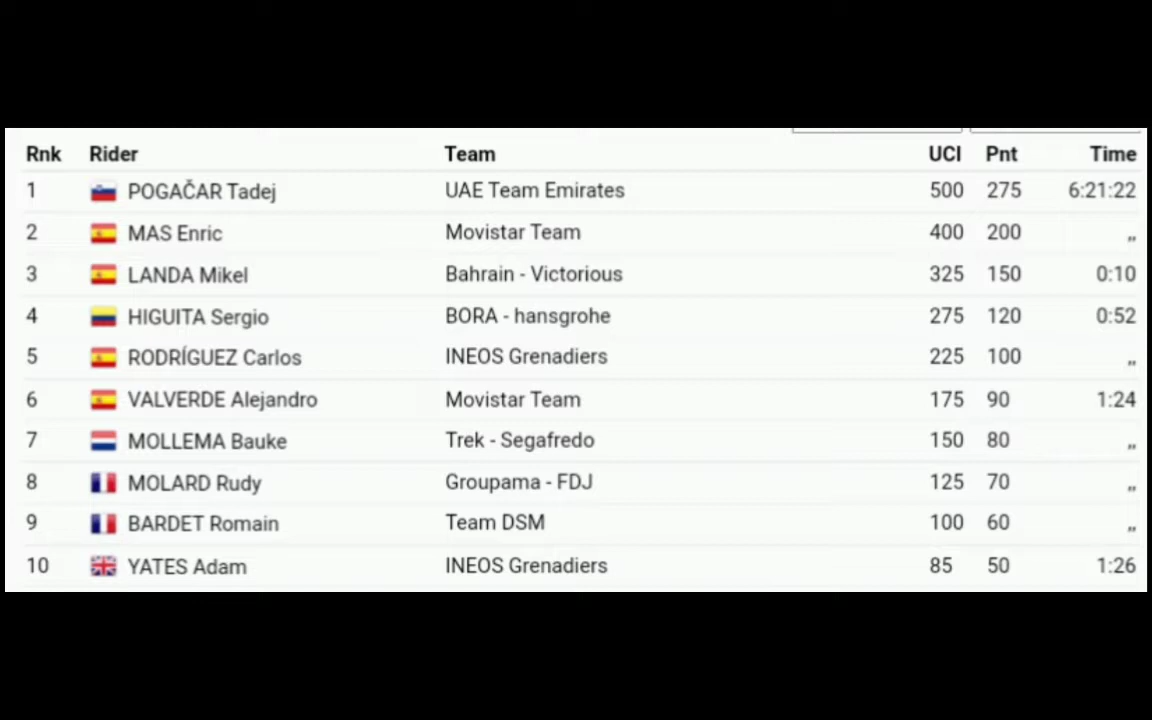 Rnk Rider Team UCI Pnt Time
1 POGAČAR Tadej UAE Team Emirates 500 275 6:21:22
2 MAS Enric Movistar Team 400 200 ,,
3 LANDA Mikel Bahrain - Victorious 325 150 0:10
4 HIGUITA Sergio BORA - hansgrohe 275 120 0:52
5 RODRÍGUEZ Carlos INEOS Grenadiers 225 100 ,,
6 VALVERDE Alejandro Movistar Team 175 90 1:24
7 MOLLEMA Bauke Trek - Segafredo 150 80 ,,
8 MOLARD Rudy Groupama - FDJ 125 70 ,,
9 BARDET Romain Team DSM 100 60 ,,
10 YATES Adam INEOS Grenadiers 85 50 1:26